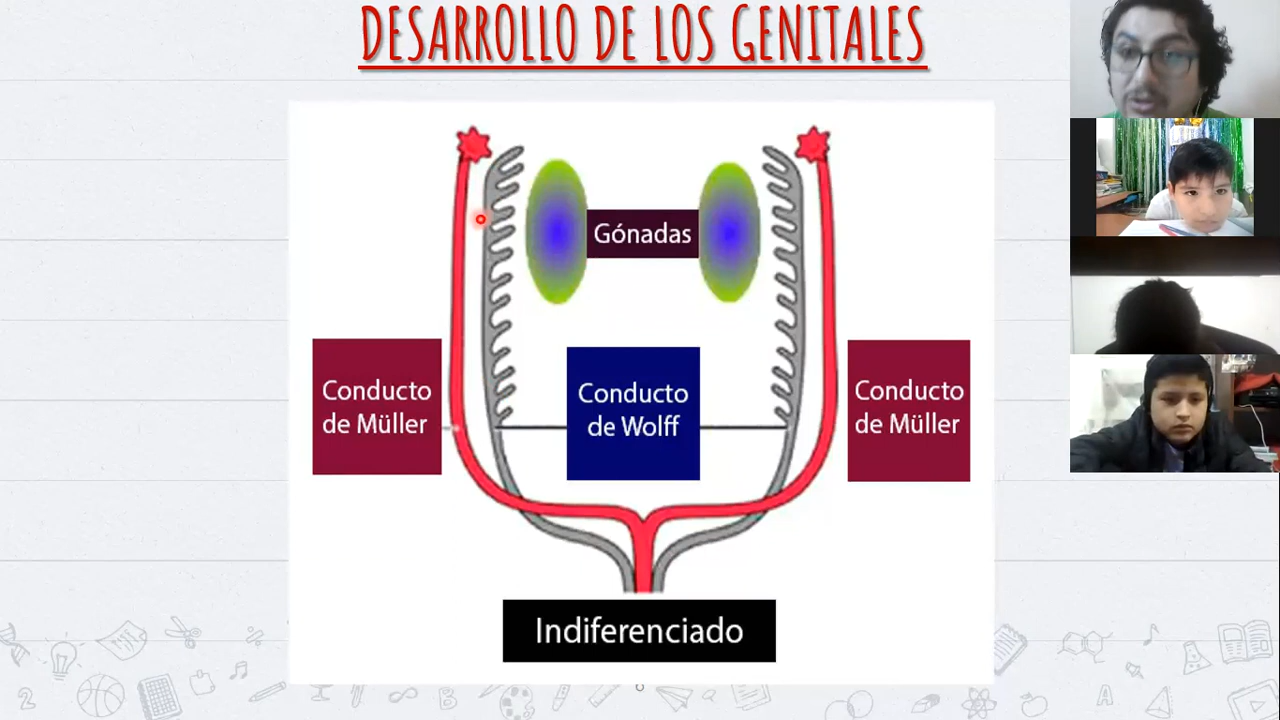 DESARROLLO DE LOS GENITALES
Gónadas
Conducto
de Müller
Conducto
de Wolff
Conducto
de Müller
Indiferenciado